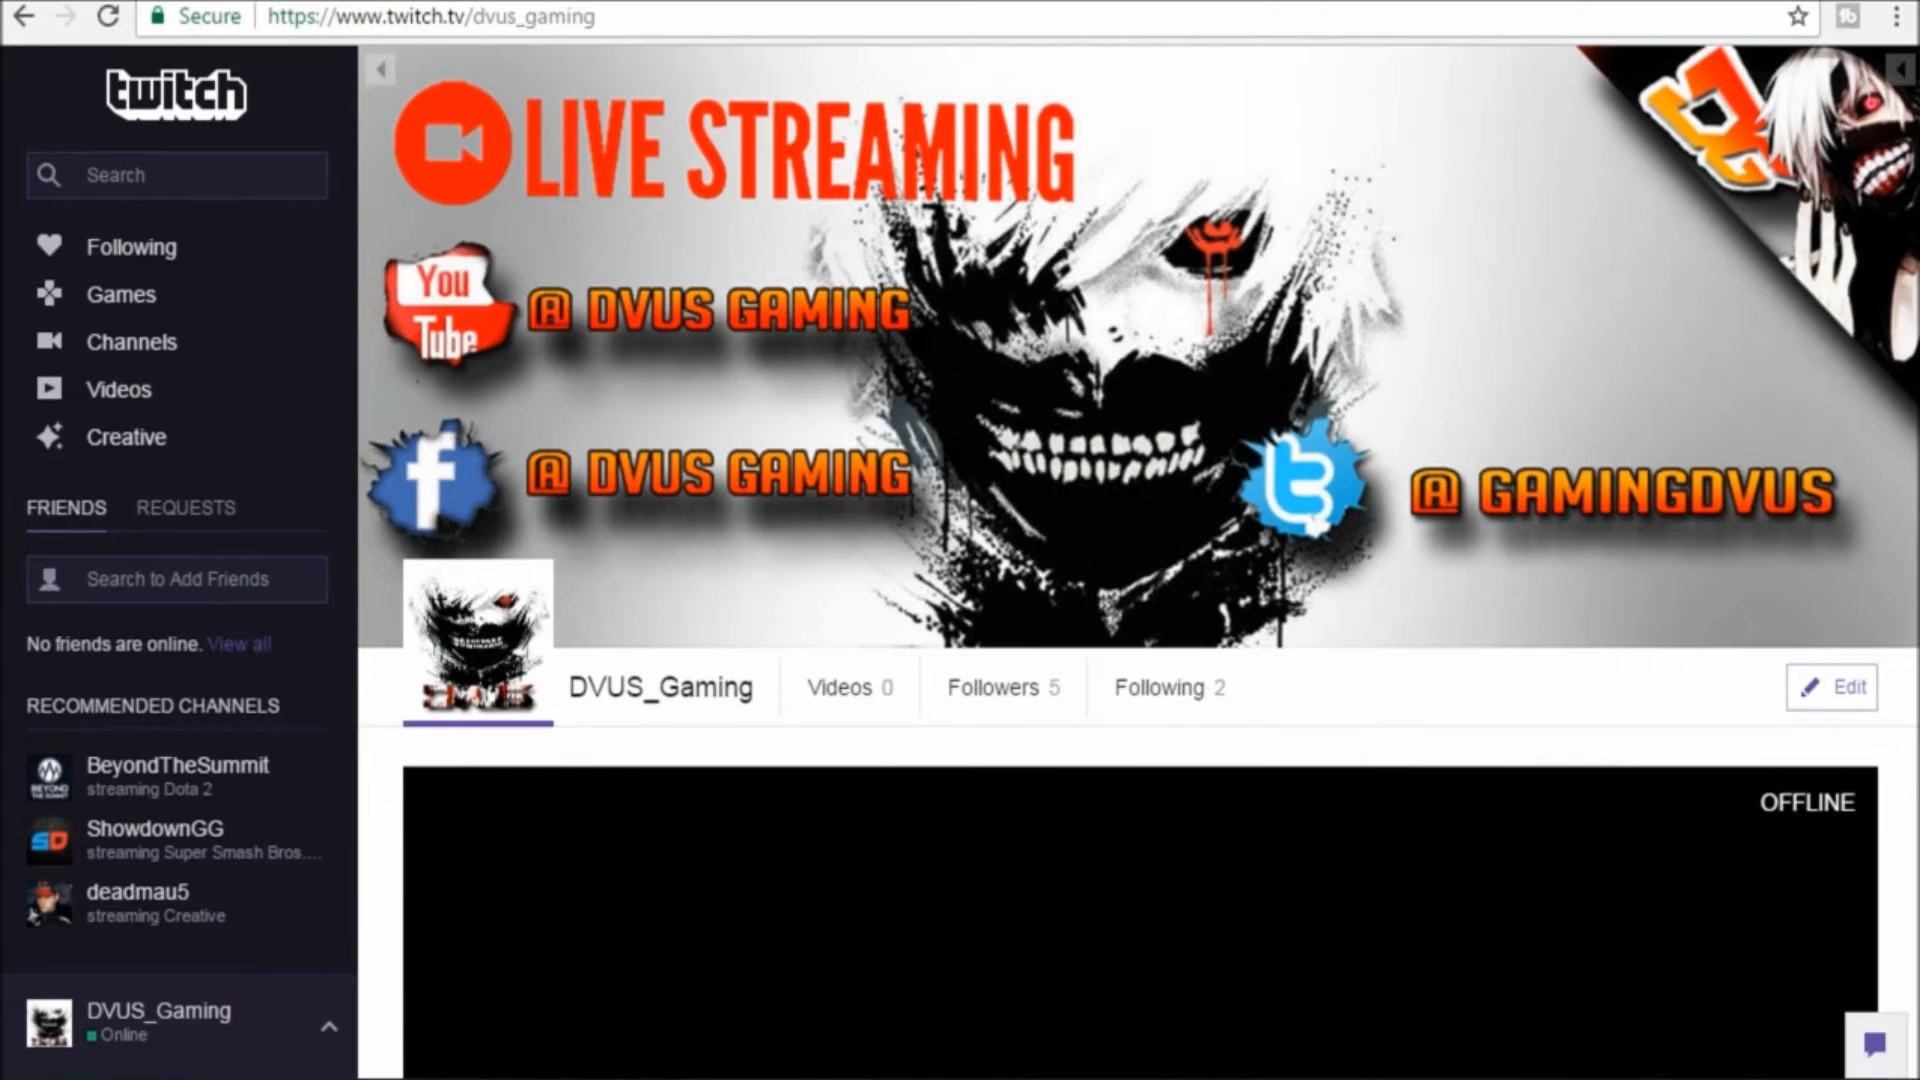 Secure https://www.twitch.tv/dvus_gaming
twitch
Search
Following
Games
Channels
Videos
Creative
FRIENDS REQUESTS
Search to Add Friends
No friends are online. View all
RECOMMENDED CHANNELS
BeyondTheSummit
streaming Dota 2
ShowdownGG
streaming Super Smash Bros....
deadmau5
streaming Creative
DVUS_Gaming
Online
LIVE STREAMING
You
Tube
@ DVUS GAMING
f @ DVUS GAMING
t @ GAMINGDVUS
DVUS_Gaming Videos 0 Followers 5 Following 2 Edit
OFFLINE